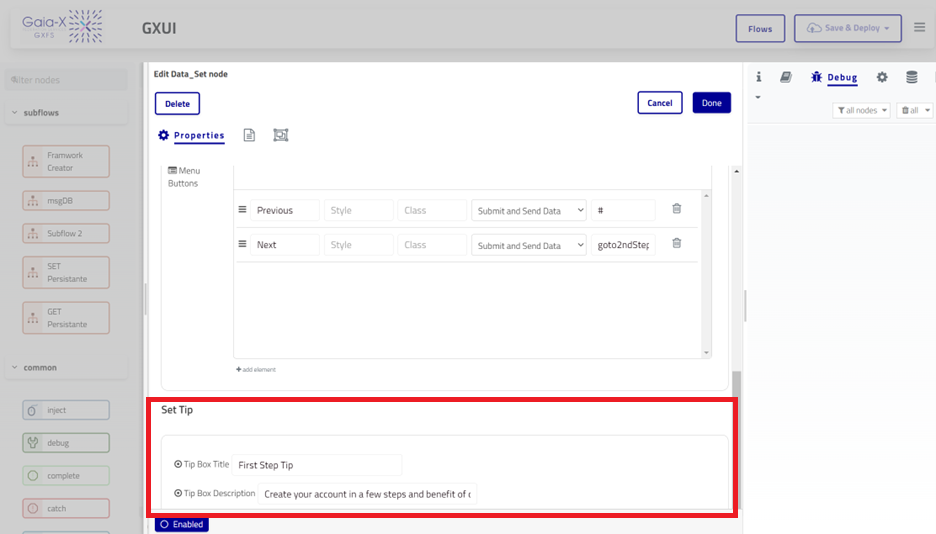 Gaia-X
GXFS
GXUI
Flows
Save & Deploy
filter nodes
subflows
Framwork
Creator
msgDB
Subflow 2
SET
Persistante
GET
Persistante
common
inject
debug
complete
catch
Edit Data_Set node
Delete
Cancel
Done
Properties
Menu
Buttons
Previous Style Class Submit and Send Data #
Next Style Class Submit and Send Data goto2ndStep
+ add element
Set Tip
Tip Box Title First Step Tip
Tip Box Description Create your account in a few steps and benefit of
Enabled
i Debug
all nodes all